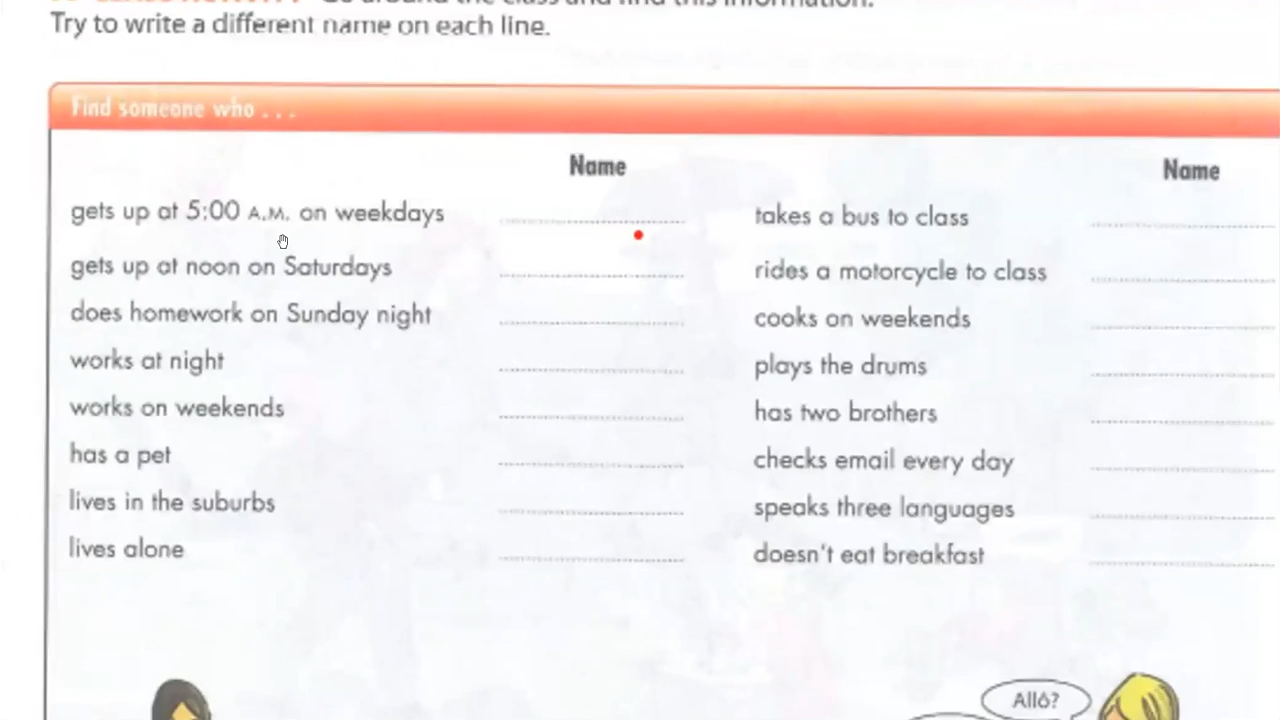 Try to write a different name on each line.
Find someone who . . .
Name
gets up at 5:00 A.M. on weekdays
gets up at noon on Saturdays
does homework on Sunday night
works at night
works on weekends
has a pet
lives in the suburbs
lives alone
Name
takes a bus to class
rides a motorcycle to class
cooks on weekends
plays the drums
has two brothers
checks email every day
speaks three languages
doesn't eat breakfast
Allô?